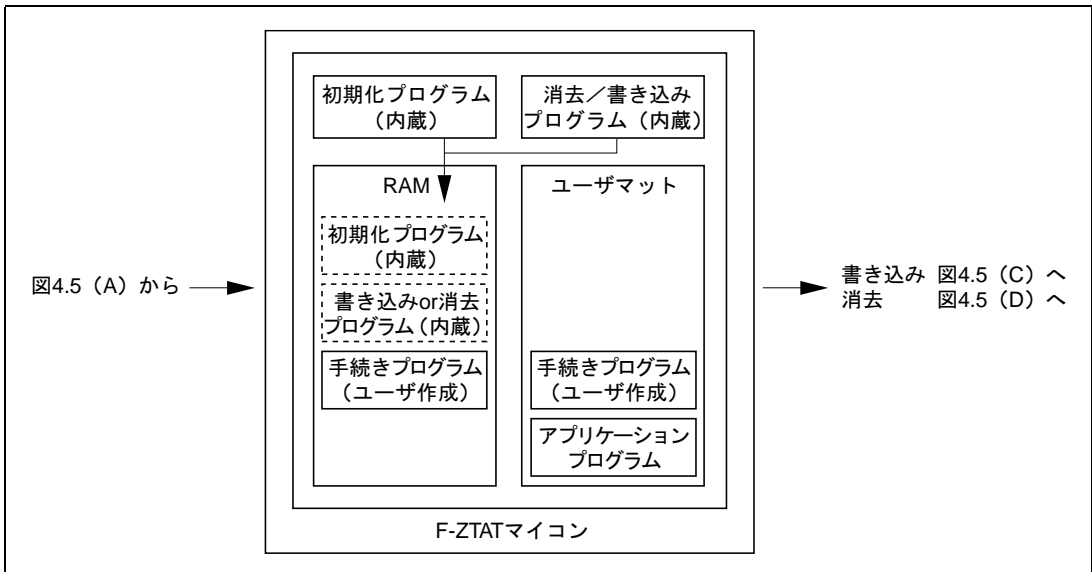 初期化プログラム
（内蔵）
消去／書き込み
プログラム（内蔵）
RAM
初期化プログラム
（内蔵）
書き込みor消去
プログラム（内蔵）
手続きプログラム
（ユーザ作成）
ユーザマット
手続きプログラム
（ユーザ作成）
アプリケーション
プログラム
図4.5（A）から
書き込み 図4.5（C）へ
消去 図4.5（D）へ
F-ZTATマイコン